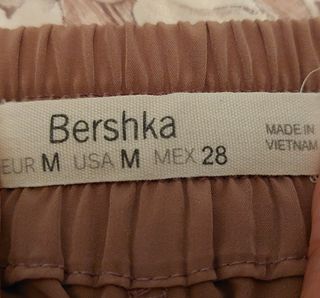 Bershka
EUR M USA M MEX 28
MADE IN
VIETNAM